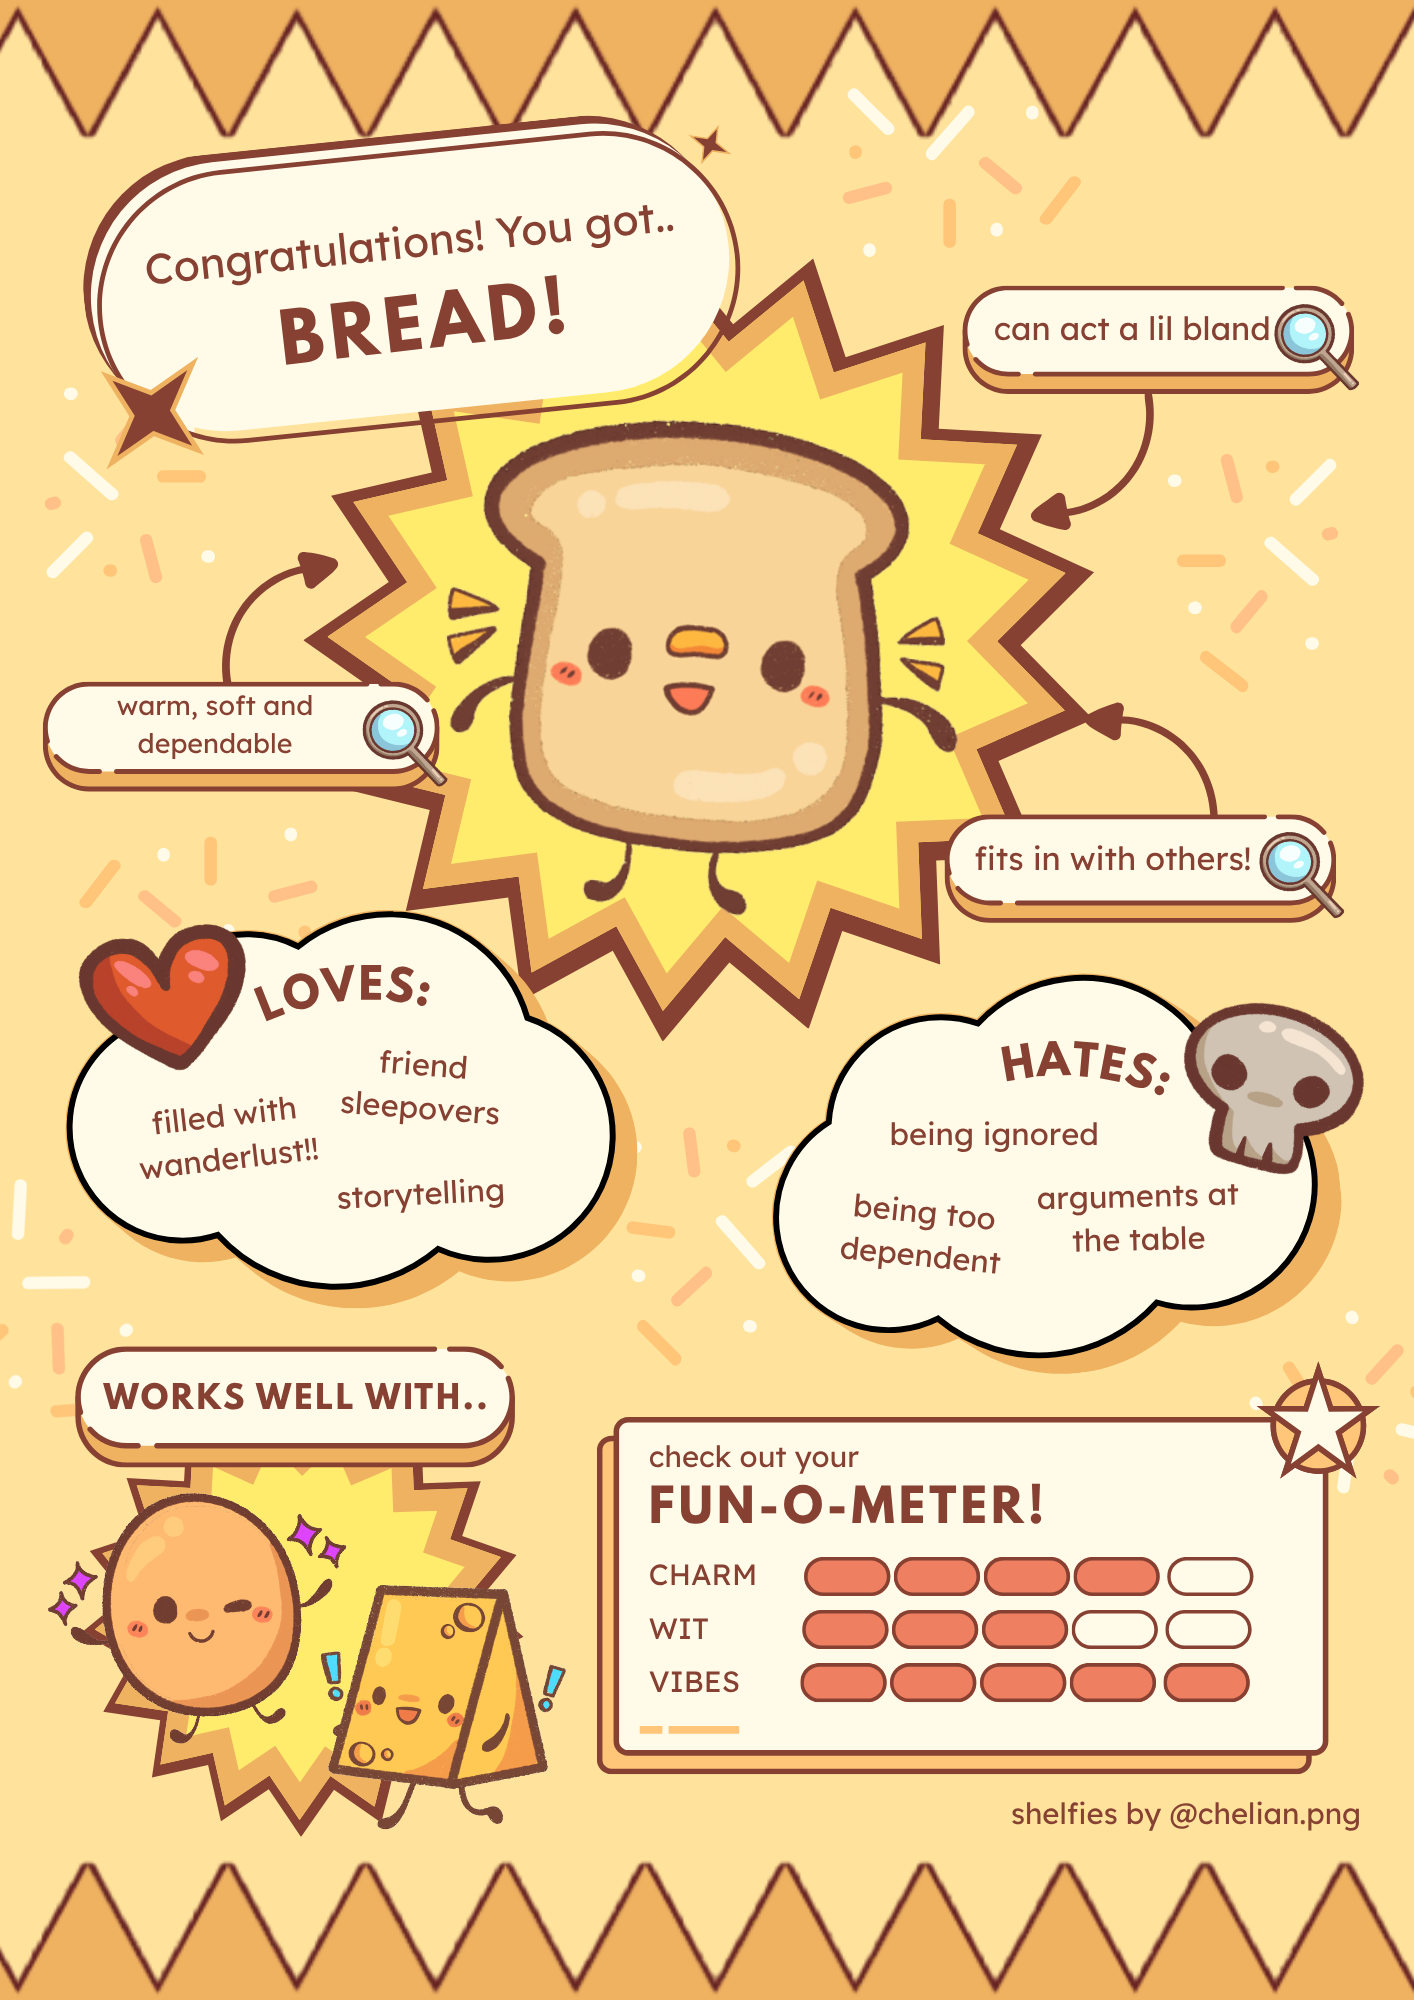 Congratulations! You got..
BREAD!
can act a lil bland
warm, soft and
dependable
fits in with others!
LOVES:
friend
sleepovers
filled with
wanderlust!!
storytelling
HATES:
being ignored
being too
dependent
arguments at
the table
WORKS WELL WITH..
check out your
FUN-O-METER!
CHARM
WIT
VIBES
shelfies by @chelian.png